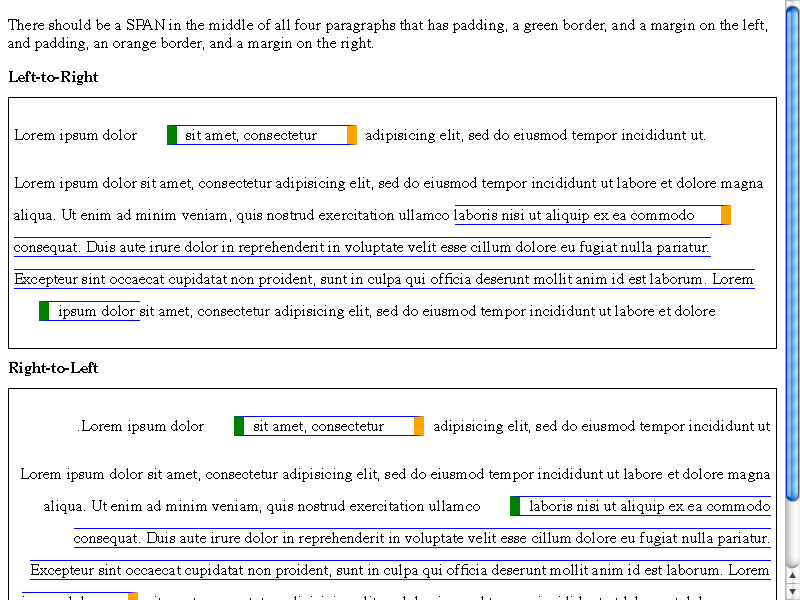 There should be a SPAN in the middle of all four paragraphs that has padding, a green border, and a margin on the left,
and padding, an orange border, and a margin on the right.
Left-to-Right
Lorem ipsum dolor sit amet, consectetur adipisicing elit, sed do eiusmod tempor incididunt ut.
Lorem ipsum dolor sit amet, consectetur adipisicing elit, sed do eiusmod tempor incididunt ut labore et dolore magna
aliqua. Ut enim ad minim veniam, quis nostrud exercitation ullamco laboris nisi ut aliquip ex ea commodo
consequat. Duis aute irure dolor in reprehenderit in voluptate velit esse cillum dolore eu fugiat nulla pariatur.
Excepteur sint occaecat cupidatat non proident, sunt in culpa qui officia deserunt mollit anim id est laborum. Lorem
ipsum dolor sit amet, consectetur adipisicing elit, sed do eiusmod tempor incididunt ut labore et dolore
Right-to-Left
.Lorem ipsum dolor sit amet, consectetur adipisicing elit, sed do eiusmod tempor incididunt ut
Lorem ipsum dolor sit amet, consectetur adipisicing elit, sed do eiusmod tempor incididunt ut labore et dolore magna
aliqua. Ut enim ad minim veniam, quis nostrud exercitation ullamco laboris nisi ut aliquip ex ea commodo
consequat. Duis aute irure dolor in reprehenderit in voluptate velit esse cillum dolore eu fugiat nulla pariatur.
Excepteur sint occaecat cupidatat non proident, sunt in culpa qui officia deserunt mollit anim id est laborum. Lorem